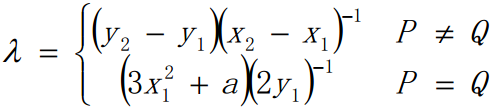 λ = { (y₂ − y₁)(x₂ − x₁)⁻¹ P ≠ Q
(3x₁² + a)(2y₁)⁻¹ P = Q